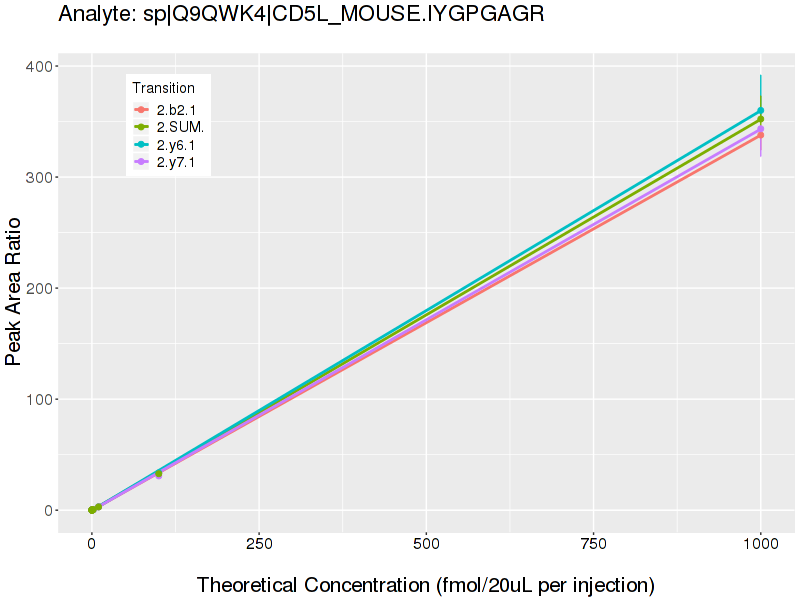 Analyte: sp|Q9QWK4|CD5L_MOUSE.IYGPGAGR
400
300
200
100
0
Peak Area Ratio
Transition
2.b2.1
2.SUM.
2.y6.1
2.y7.1
0 250 500 750 1000
Theoretical Concentration (fmol/20uL per injection)